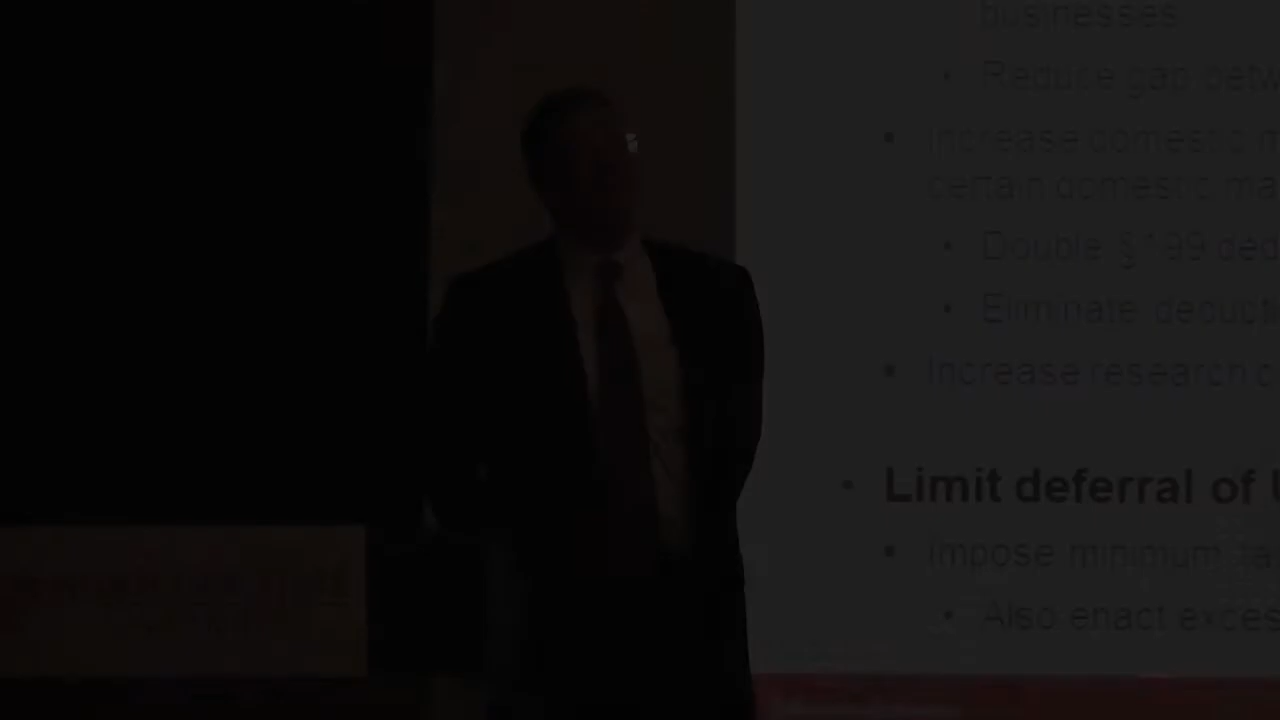 businesses
• Reduce gap betw
• Increase domestic m
certain domestic ma
• Double §199 ded
• Eliminate deducti
• Increase research c
• Limit deferral of
• Impose minimum ta
• Also enact exces